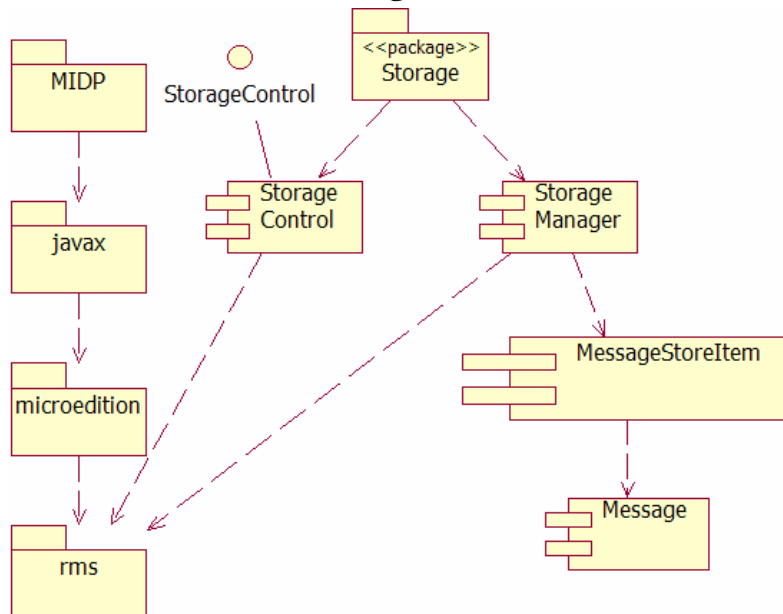 <<package>>
Storage
MIDP
StorageControl
Storage
Control
Storage
Manager
javax
MessageStoreItem
microedition
Message
rms